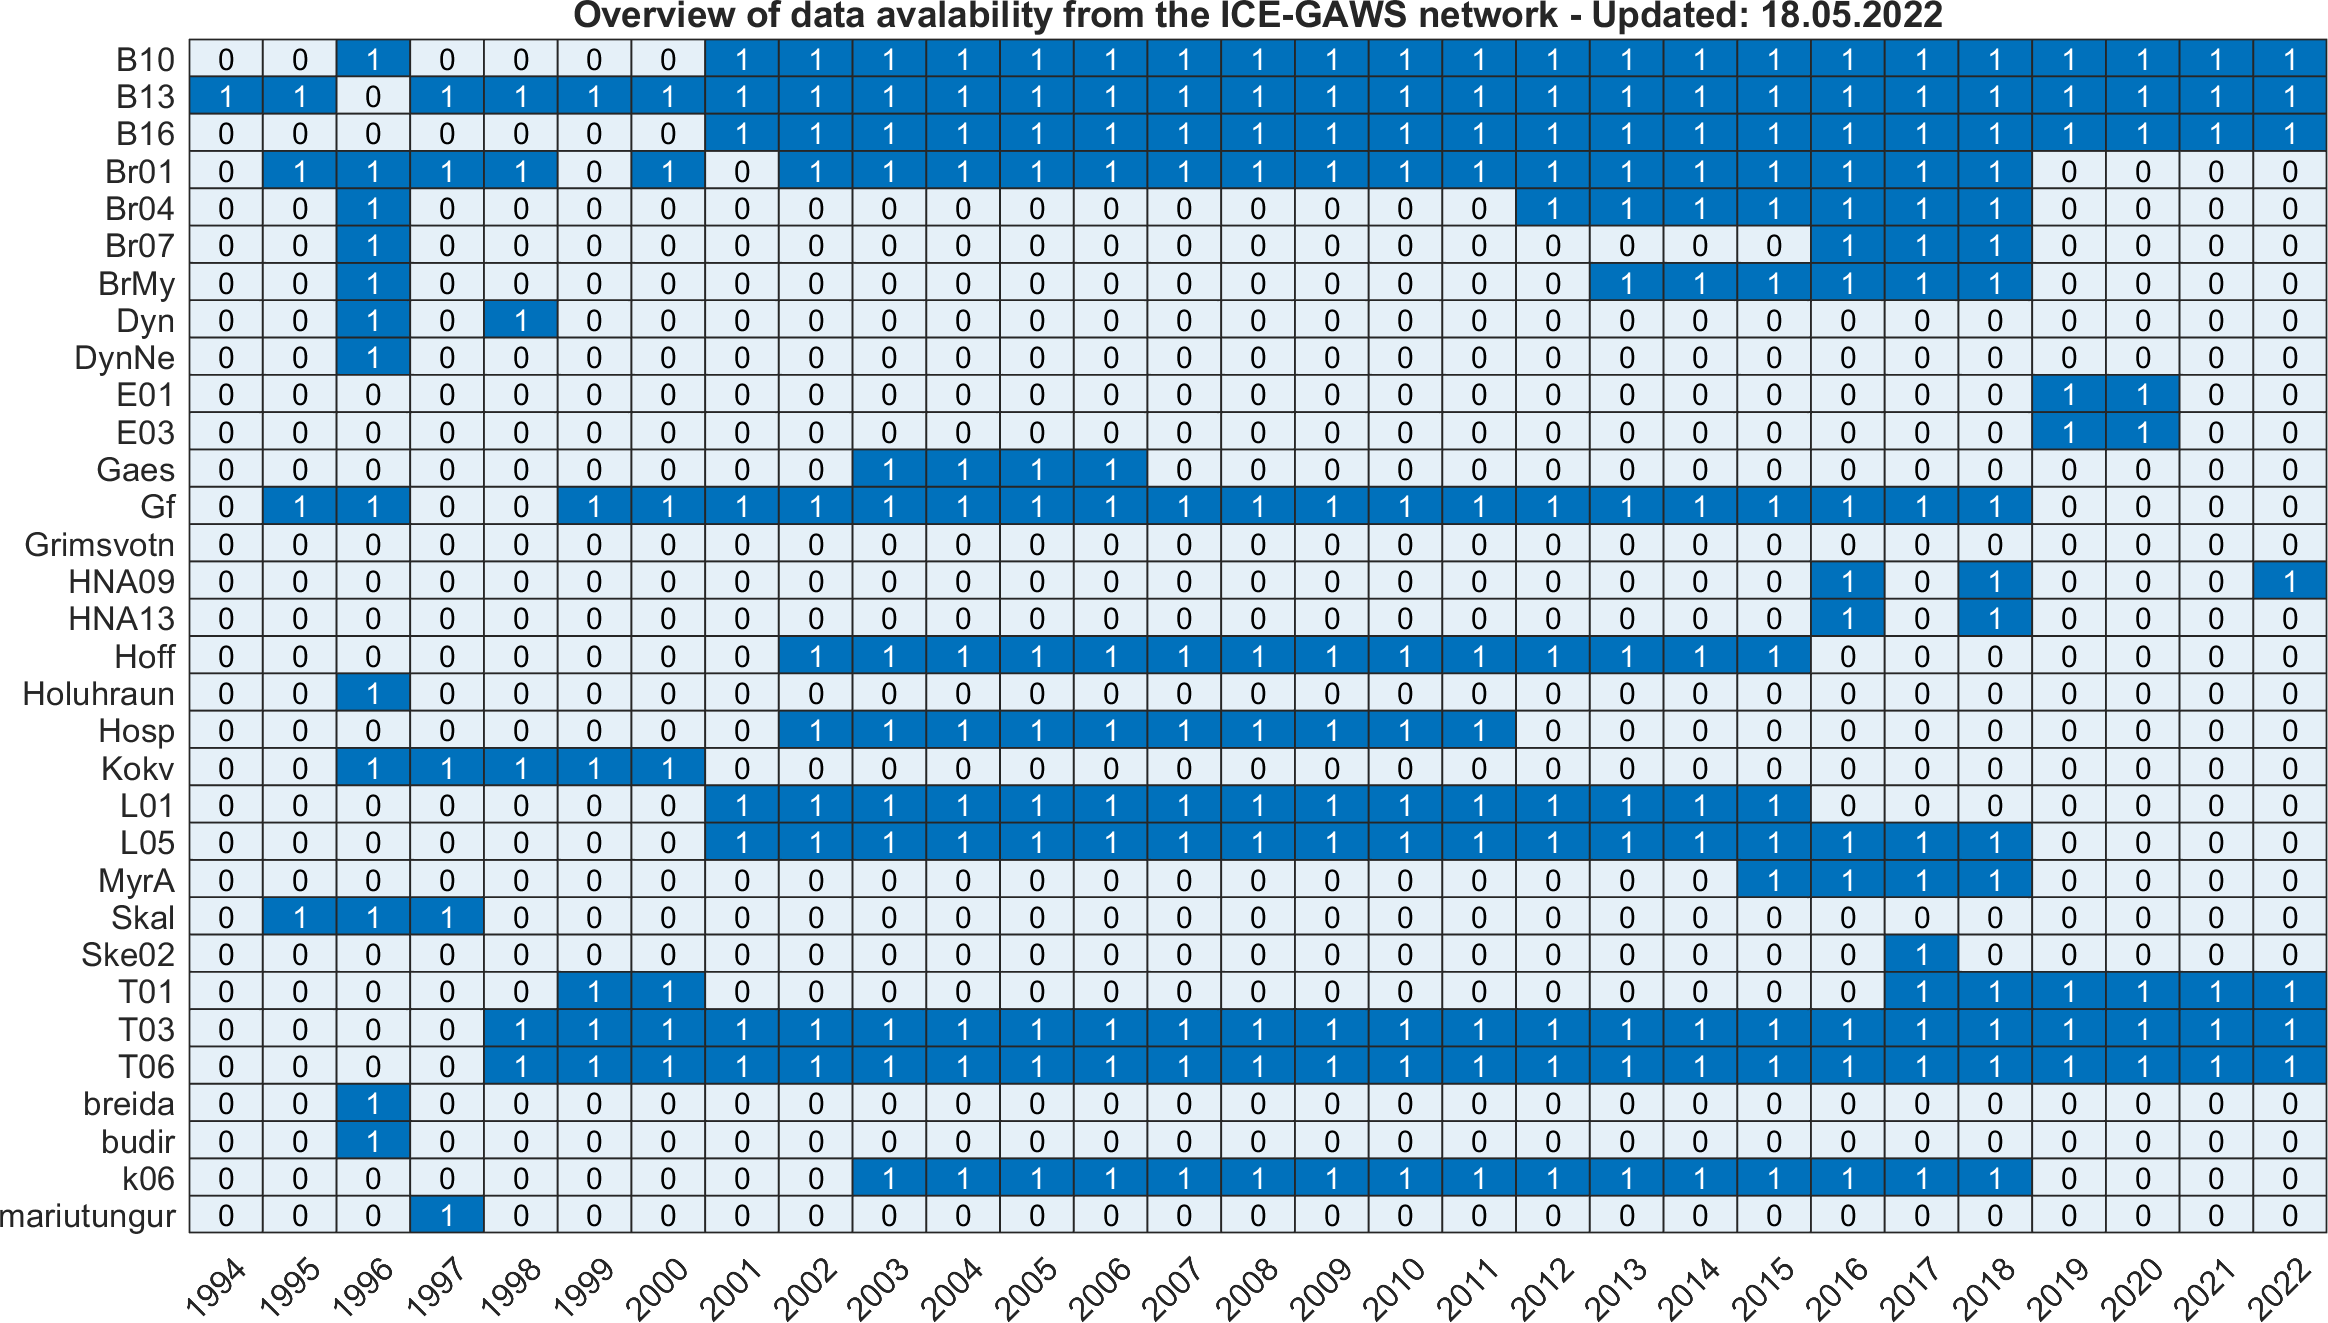 Overview of data avalability from the ICE-GAWS network - Updated: 18.05.2022
B10 0 0 1 0 0 0 0 1 1 1 1 1 1 1 1 1 1 1 1 1 1 1 1 1 1 1 1 1 1
B13 1 1 0 1 1 1 1 1 1 1 1 1 1 1 1 1 1 1 1 1 1 1 1 1 1 1 1 1 1
B16 0 0 0 0 0 0 0 1 1 1 1 1 1 1 1 1 1 1 1 1 1 1 1 1 1 1 1 1 1
Br01 0 1 1 1 1 0 1 0 1 1 1 1 1 1 1 1 1 1 1 1 1 1 1 1 1 0 0 0 0
Br04 0 0 1 0 0 0 0 0 0 0 0 0 0 0 0 0 0 0 1 1 1 1 1 1 1 0 0 0 0
Br07 0 0 1 0 0 0 0 0 0 0 0 0 0 0 0 0 0 0 0 0 0 0 1 1 1 0 0 0 0
BrMy 0 0 1 0 0 0 0 0 0 0 0 0 0 0 0 0 0 0 0 1 1 1 1 1 1 0 0 0 0
Dyn 0 0 1 0 1 0 0 0 0 0 0 0 0 0 0 0 0 0 0 0 0 0 0 0 0 0 0 0 0
DynNe 0 0 1 0 0 0 0 0 0 0 0 0 0 0 0 0 0 0 0 0 0 0 0 0 0 0 0 0 0
E01 0 0 0 0 0 0 0 0 0 0 0 0 0 0 0 0 0 0 0 0 0 0 0 0 0 1 1 0 0
E03 0 0 0 0 0 0 0 0 0 0 0 0 0 0 0 0 0 0 0 0 0 0 0 0 0 1 1 0 0
Gaes 0 0 0 0 0 0 0 0 0 1 1 1 1 0 0 0 0 0 0 0 0 0 0 0 0 0 0 0 0
Gf 0 1 1 0 0 1 1 1 1 1 1 1 1 1 1 1 1 1 1 1 1 1 1 1 1 0 0 0 0
Grimsvotn 0 0 0 0 0 0 0 0 0 0 0 0 0 0 0 0 0 0 0 0 0 0 0 0 0 0 0 0 0
HNA09 0 0 0 0 0 0 0 0 0 0 0 0 0 0 0 0 0 0 0 0 0 0 1 0 1 0 0 0 1
HNA13 0 0 0 0 0 0 0 0 0 0 0 0 0 0 0 0 0 0 0 0 0 0 1 0 1 0 0 0 0
Hoff 0 0 0 0 0 0 0 0 1 1 1 1 1 1 1 1 1 1 1 1 1 1 0 0 0 0 0 0 0
Holuhraun 0 0 1 0 0 0 0 0 0 0 0 0 0 0 0 0 0 0 0 0 0 0 0 0 0 0 0 0 0
Hosp 0 0 0 0 0 0 0 0 1 1 1 1 1 1 1 1 1 1 0 0 0 0 0 0 0 0 0 0 0
Kokv 0 0 1 1 1 1 1 0 0 0 0 0 0 0 0 0 0 0 0 0 0 0 0 0 0 0 0 0 0
L01 0 0 0 0 0 0 0 1 1 1 1 1 1 1 1 1 1 1 1 1 1 1 0 0 0 0 0 0 0
L05 0 0 0 0 0 0 0 1 1 1 1 1 1 1 1 1 1 1 1 1 1 1 1 1 1 0 0 0 0
MyrA 0 0 0 0 0 0 0 0 0 0 0 0 0 0 0 0 0 0 0 0 0 1 1 1 1 0 0 0 0
Skal 0 1 1 1 0 0 0 0 0 0 0 0 0 0 0 0 0 0 0 0 0 0 0 0 0 0 0 0 0
Ske02 0 0 0 0 0 0 0 0 0 0 0 0 0 0 0 0 0 0 0 0 0 0 0 1 0 0 0 0 0
T01 0 0 0 0 0 1 1 0 0 0 0 0 0 0 0 0 0 0 0 0 0 0 0 1 1 1 1 1 1
T03 0 0 0 0 1 1 1 1 1 1 1 1 1 1 1 1 1 1 1 1 1 1 1 1 1 1 1 1 1
T06 0 0 0 0 1 1 1 1 1 1 1 1 1 1 1 1 1 1 1 1 1 1 1 1 1 1 1 1 1
breida 0 0 1 0 0 0 0 0 0 0 0 0 0 0 0 0 0 0 0 0 0 0 0 0 0 0 0 0 0
budir 0 0 1 0 0 0 0 0 0 0 0 0 0 0 0 0 0 0 0 0 0 0 0 0 0 0 0 0 0
k06 0 0 0 0 0 0 0 0 0 1 1 1 1 1 1 1 1 1 1 1 1 1 1 1 1 0 0 0 0
mariutungur 0 0 0 1 0 0 0 0 0 0 0 0 0 0 0 0 0 0 0 0 0 0 0 0 0 0 0 0 0
1994 1995 1996 1997 1998 1999 2000 2001 2002 2003 2004 2005 2006 2007 2008 2009 2010 2011 2012 2013 2014 2015 2016 2017 2018 2019 2020 2021 2022